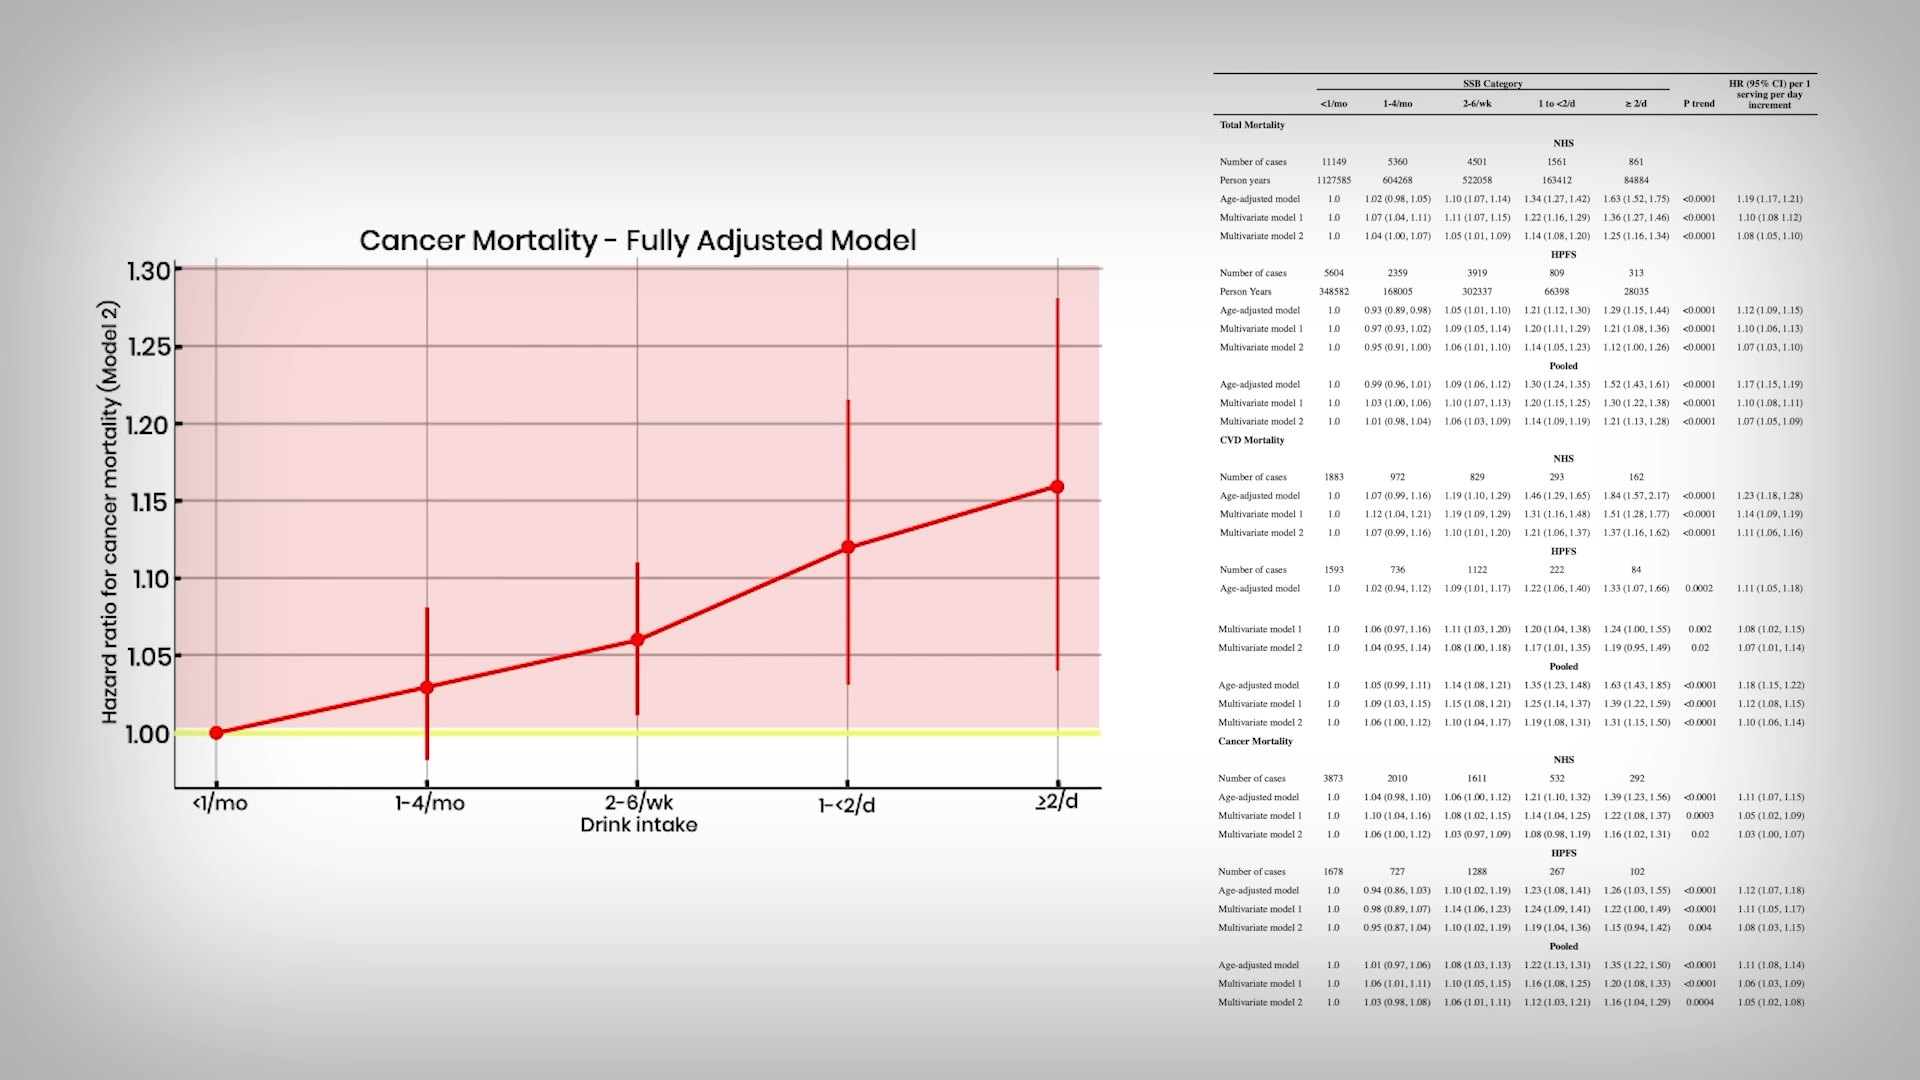 Cancer Mortality - Fully Adjusted Model
Hazard ratio for cancer mortality (Model 2)
1.30
1.25
1.20
1.15
1.10
1.05
1.00
<1/mo 1-4/mo 2-6/wk 1-<2/d ≥2/d
Drink intake
SSB Category HR (95% CI) per 1 serving per day increment
<1/mo 1-4/mo 2-6/wk 1 to <2/d ≥ 2/d P trend
Total Mortality
NHS
Number of cases 11149 5360 4501 1561 861
Person years 1127585 604268 522058 163412 84884
Age-adjusted model 1.0 1.02 (0.98, 1.05) 1.10 (1.07, 1.14) 1.34 (1.27, 1.42) 1.63 (1.52, 1.75) <0.0001 1.19 (1.17, 1.21)
Multivariate model 1 1.0 1.07 (1.04, 1.11) 1.11 (1.07, 1.15) 1.22 (1.16, 1.29) 1.36 (1.27, 1.46) <0.0001 1.10 (1.08 1.12)
Multivariate model 2 1.0 1.04 (1.00, 1.07) 1.05 (1.01, 1.09) 1.14 (1.08, 1.20) 1.25 (1.16, 1.34) <0.0001 1.08 (1.05, 1.10)
HPFS
Number of cases 5604 2359 3919 809 313
Person Years 348582 168005 302337 66398 28035
Age-adjusted model 1.0 0.93 (0.89, 0.98) 1.05 (1.01, 1.10) 1.21 (1.12, 1.30) 1.29 (1.15, 1.44) <0.0001 1.12 (1.09, 1.15)
Multivariate model 1 1.0 0.97 (0.93, 1.02) 1.09 (1.05, 1.14) 1.20 (1.11, 1.29) 1.21 (1.08, 1.36) <0.0001 1.10 (1.06, 1.13)
Multivariate model 2 1.0 0.95 (0.91, 1.00) 1.06 (1.01, 1.10) 1.14 (1.05, 1.23) 1.12 (1.00, 1.26) <0.0001 1.07 (1.03, 1.10)
Pooled
Age-adjusted model 1.0 0.99 (0.96, 1.01) 1.09 (1.06, 1.12) 1.30 (1.24, 1.35) 1.52 (1.43, 1.61) <0.0001 1.17 (1.15, 1.19)
Multivariate model 1 1.0 1.03 (1.00, 1.06) 1.10 (1.07, 1.13) 1.20 (1.15, 1.25) 1.30 (1.22, 1.38) <0.0001 1.10 (1.08, 1.11)
Multivariate model 2 1.0 1.01 (0.98, 1.04) 1.06 (1.03, 1.09) 1.14 (1.09, 1.19) 1.21 (1.13, 1.28) <0.0001 1.07 (1.05, 1.09)
CVD Mortality
NHS
Number of cases 1883 972 829 293 162
Age-adjusted model 1.0 1.07 (0.99, 1.16) 1.19 (1.10, 1.29) 1.46 (1.29, 1.65) 1.84 (1.57, 2.17) <0.0001 1.23 (1.18, 1.28)
Multivariate model 1 1.0 1.12 (1.04, 1.21) 1.19 (1.09, 1.29) 1.31 (1.16, 1.48) 1.51 (1.28, 1.77) <0.0001 1.14 (1.09, 1.19)
Multivariate model 2 1.0 1.07 (0.99, 1.16) 1.10 (1.01, 1.20) 1.21 (1.06, 1.37) 1.37 (1.16, 1.62) <0.0001 1.11 (1.06, 1.16)
HPFS
Number of cases 1593 736 1122 222 84
Age-adjusted model 1.0 1.02 (0.94, 1.12) 1.09 (1.01, 1.17) 1.22 (1.06, 1.40) 1.33 (1.07, 1.66) 0.0002 1.11 (1.05, 1.18)
Multivariate model 1 1.0 1.06 (0.97, 1.16) 1.11 (1.03, 1.20) 1.20 (1.04, 1.38) 1.24 (1.00, 1.55) 0.002 1.08 (1.02, 1.15)
Multivariate model 2 1.0 1.04 (0.95, 1.14) 1.08 (1.00, 1.18) 1.17 (1.01, 1.35) 1.19 (0.95, 1.49) 0.02 1.07 (1.01, 1.14)
Pooled
Age-adjusted model 1.0 1.05 (0.99, 1.11) 1.14 (1.08, 1.21) 1.35 (1.23, 1.48) 1.63 (1.43, 1.85) <0.0001 1.18 (1.15, 1.22)
Multivariate model 1 1.0 1.09 (1.03, 1.15) 1.15 (1.08, 1.21) 1.25 (1.14, 1.37) 1.39 (1.22, 1.59) <0.0001 1.12 (1.08, 1.15)
Multivariate model 2 1.0 1.06 (1.00, 1.12) 1.10 (1.04, 1.17) 1.19 (1.08, 1.31) 1.31 (1.15, 1.50) <0.0001 1.10 (1.06, 1.14)
Cancer Mortality
NHS
Number of cases 3873 2010 1611 532 292
Age-adjusted model 1.0 1.04 (0.98, 1.10) 1.06 (1.00, 1.12) 1.21 (1.10, 1.32) 1.39 (1.23, 1.56) <0.0001 1.11 (1.07, 1.15)
Multivariate model 1 1.0 1.10 (1.04, 1.16) 1.08 (1.02, 1.15) 1.14 (1.04, 1.25) 1.22 (1.08, 1.37) 0.0003 1.05 (1.02, 1.09)
Multivariate model 2 1.0 1.06 (1.00, 1.12) 1.03 (0.97, 1.09) 1.08 (0.98, 1.19) 1.16 (1.02, 1.31) 0.02 1.03 (1.00, 1.07)
HPFS
Number of cases 1678 727 1288 267 102
Age-adjusted model 1.0 0.94 (0.86, 1.03) 1.10 (1.02, 1.19) 1.23 (1.08, 1.41) 1.26 (1.03, 1.55) <0.0001 1.12 (1.07, 1.18)
Multivariate model 1 1.0 0.98 (0.89, 1.07) 1.14 (1.06, 1.23) 1.24 (1.09, 1.41) 1.22 (1.00, 1.49) <0.0001 1.11 (1.05, 1.17)
Multivariate model 2 1.0 0.95 (0.87, 1.04) 1.10 (1.02, 1.19) 1.19 (1.04, 1.36) 1.15 (0.94, 1.42) 0.004 1.08 (1.03, 1.15)
Pooled
Age-adjusted model 1.0 1.01 (0.97, 1.06) 1.08 (1.03, 1.13) 1.22 (1.13, 1.31) 1.35 (1.22, 1.50) <0.0001 1.11 (1.08, 1.14)
Multivariate model 1 1.0 1.06 (1.01, 1.11) 1.10 (1.05, 1.15) 1.16 (1.08, 1.25) 1.20 (1.08, 1.33) <0.0001 1.06 (1.03, 1.09)
Multivariate model 2 1.0 1.03 (0.98, 1.08) 1.06 (1.01, 1.11) 1.12 (1.03, 1.21) 1.16 (1.04, 1.29) 0.0004 1.05 (1.02, 1.08)